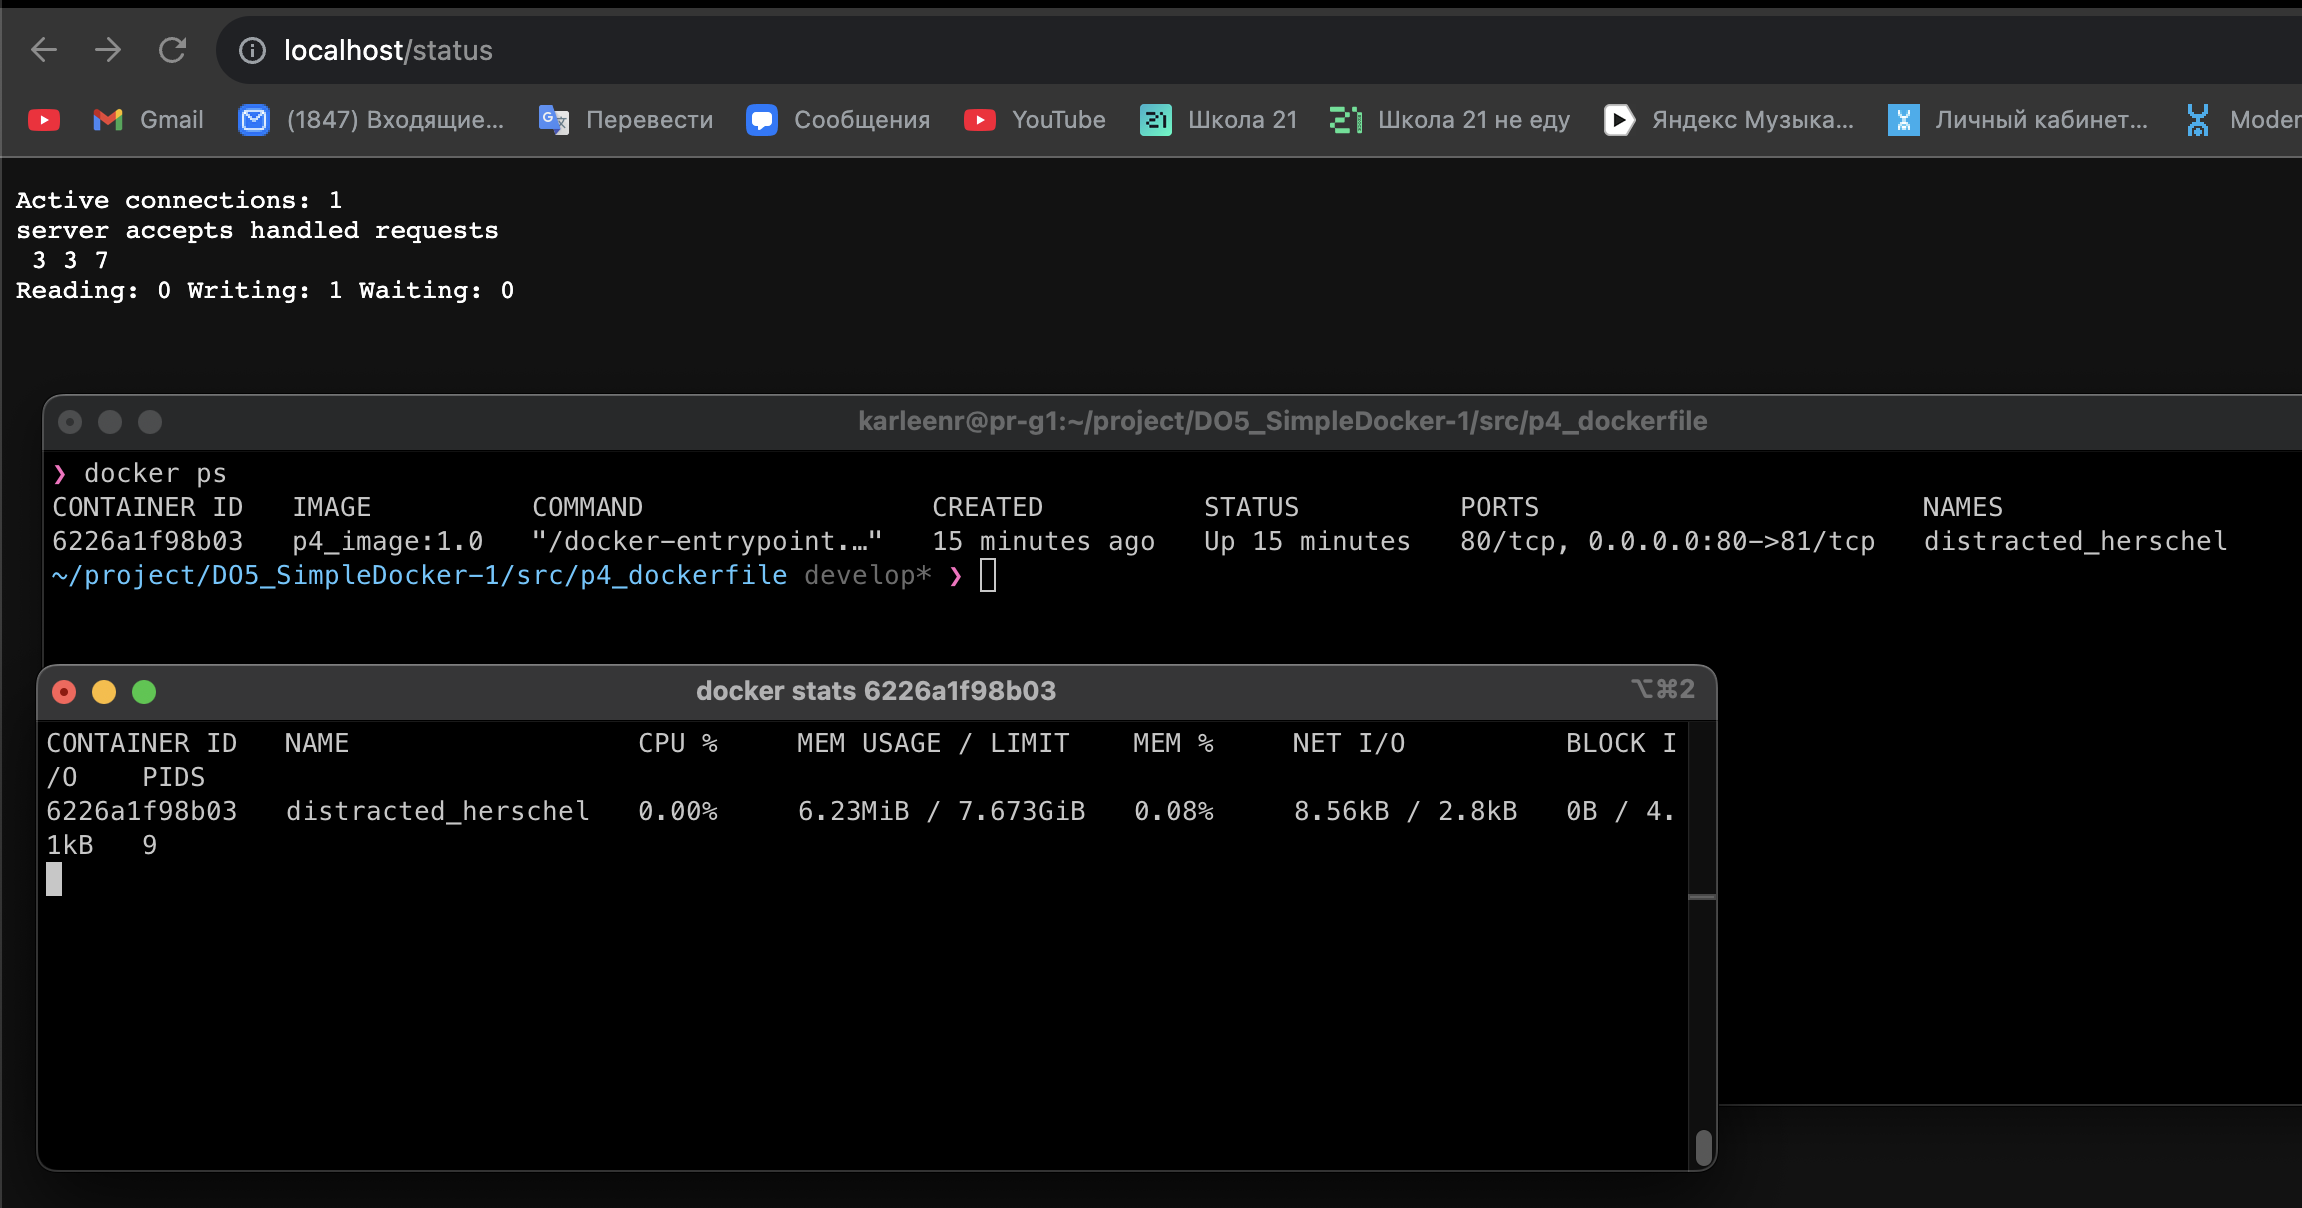 localhost/status
Gmail (1847) Входящие... Перевести Сообщения YouTube 21 Школа 21 Школа 21 не еду Яндекс Музыка... Личный кабинет... Moder
Active connections: 1
server accepts handled requests
3 3 7
Reading: 0 Writing: 1 Waiting: 0
karleenr@pr-g1:~/project/DO5_SimpleDocker-1/src/p4_dockerfile
❯ docker ps
CONTAINER ID IMAGE COMMAND CREATED STATUS PORTS NAMES
6226a1f98b03 p4_image:1.0 "/docker-entrypoint.…" 15 minutes ago Up 15 minutes 80/tcp, 0.0.0.0:80->81/tcp distracted_herschel
~/project/DO5_SimpleDocker-1/src/p4_dockerfile develop* ❯
docker stats 6226a1f98b03 ⌥⌘2
CONTAINER ID NAME CPU % MEM USAGE / LIMIT MEM % NET I/O BLOCK I
/O PIDS
6226a1f98b03 distracted_herschel 0.00% 6.23MiB / 7.673GiB 0.08% 8.56kB / 2.8kB 0B / 4.
1kB 9